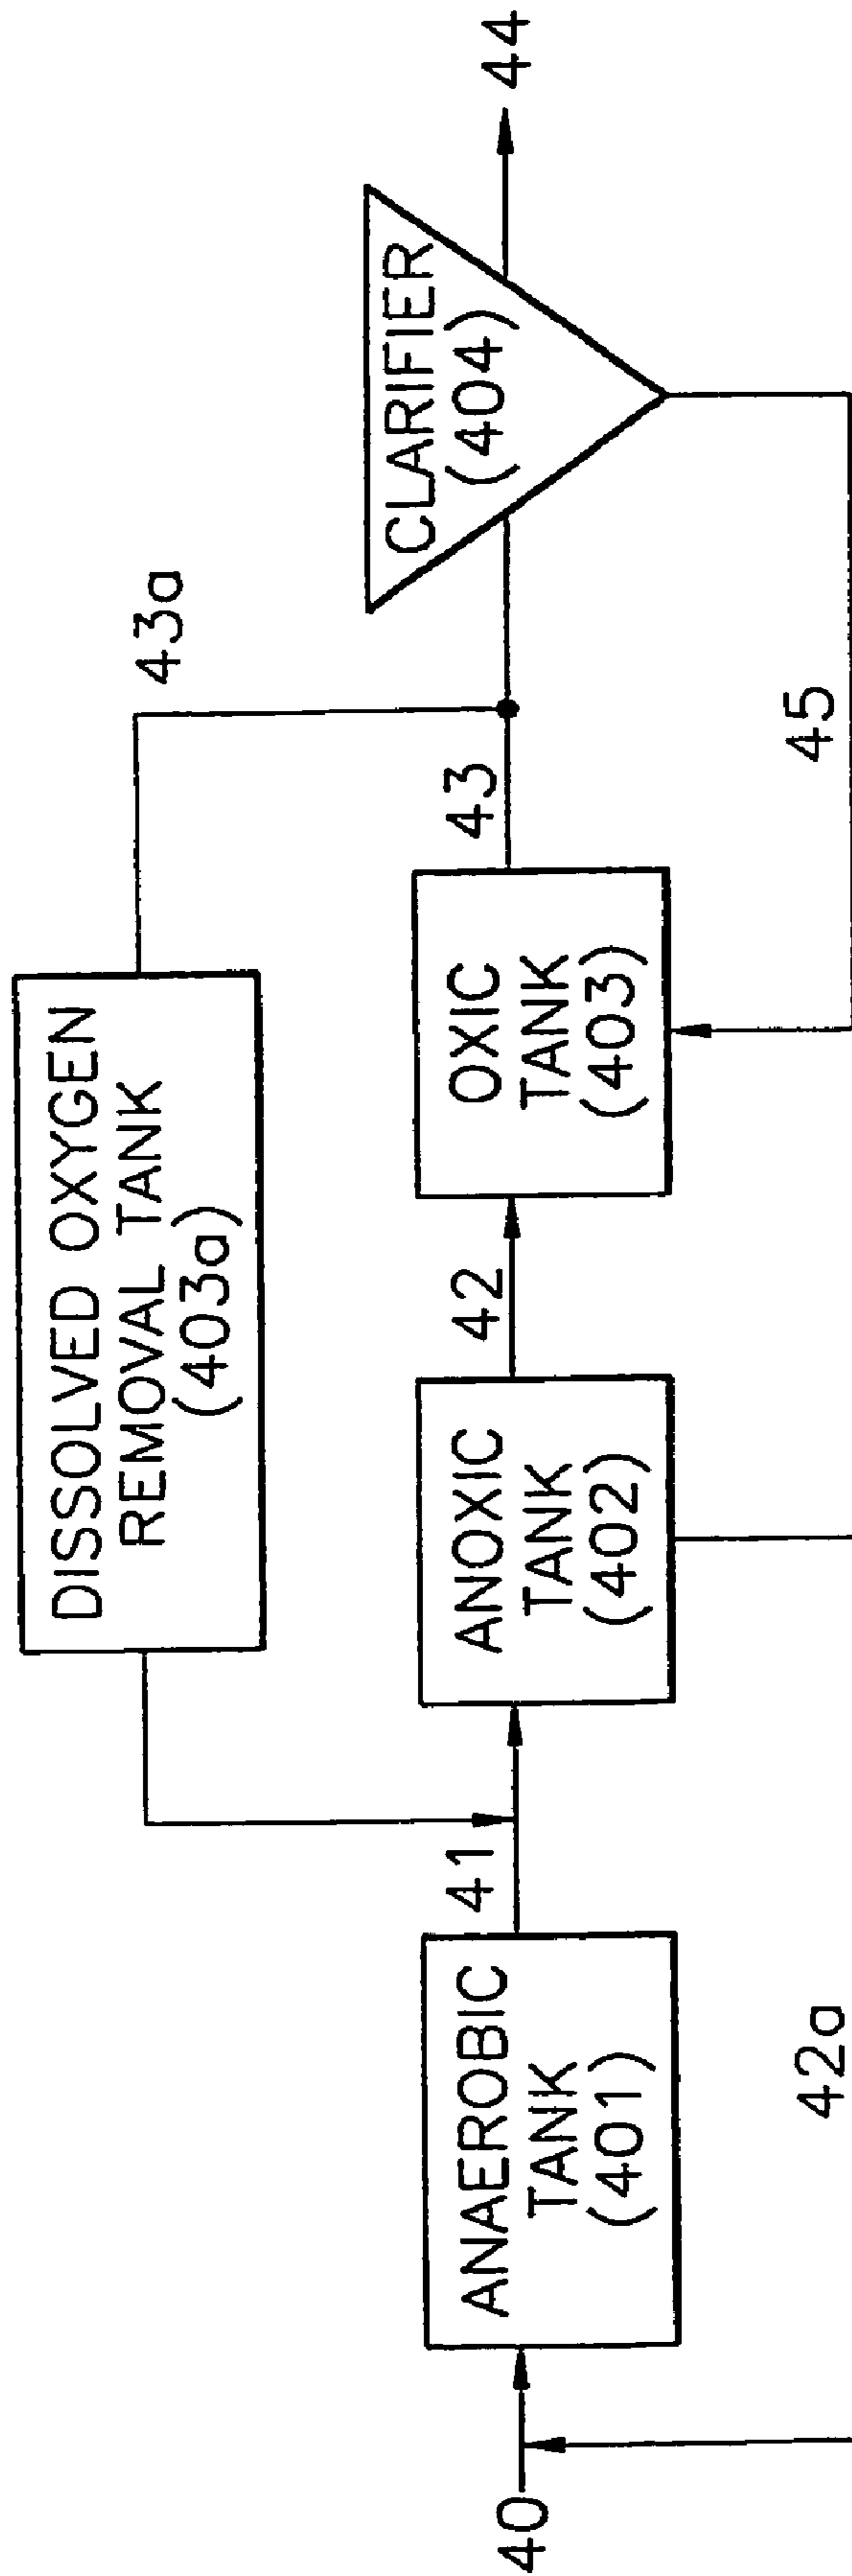 DISSOLVED OXYGEN
REMOVAL TANK
(403a)
43a
40
ANAEROBIC
TANK
(401)
41
ANOXIC
TANK
(402)
42
OXIC
TANK
(403)
43
CLARIFIER
(404)
44
42a
45